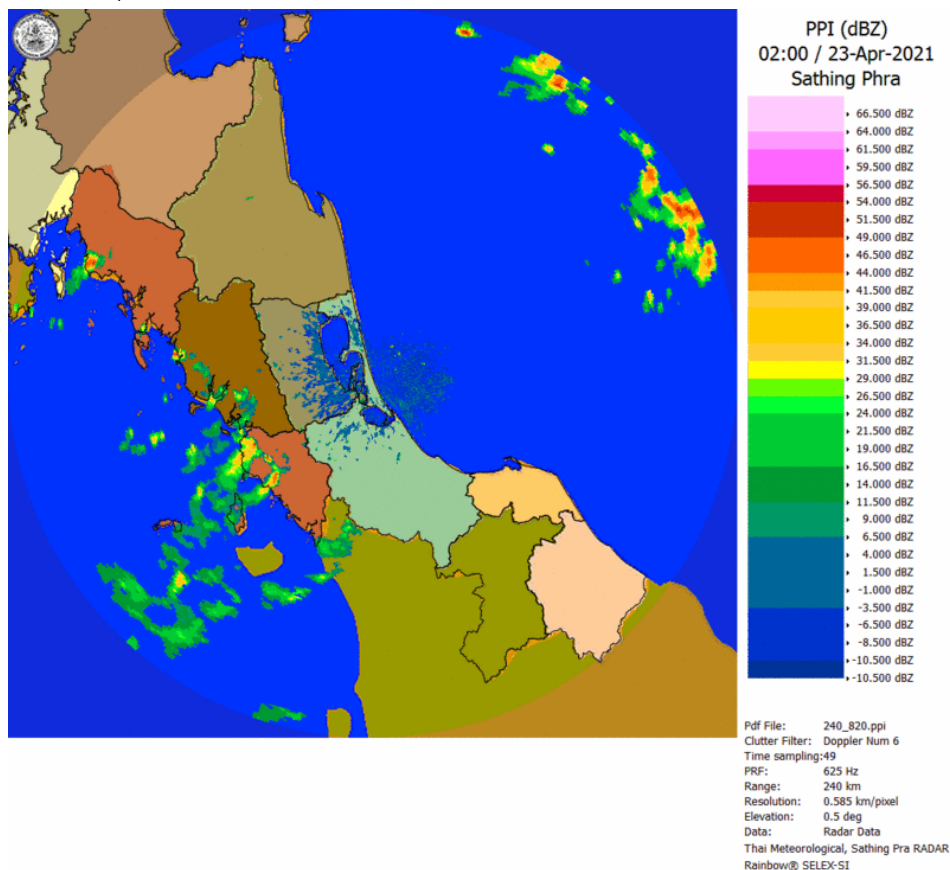 PPI (dBZ)
02:00 / 23-Apr-2021
Sathing Phra
66.500 dBZ
64.000 dBZ
61.500 dBZ
59.500 dBZ
56.500 dBZ
54.000 dBZ
51.500 dBZ
49.000 dBZ
46.500 dBZ
44.000 dBZ
41.500 dBZ
39.000 dBZ
36.500 dBZ
34.000 dBZ
31.500 dBZ
29.000 dBZ
26.500 dBZ
24.000 dBZ
21.500 dBZ
19.000 dBZ
16.500 dBZ
14.000 dBZ
11.500 dBZ
9.000 dBZ
6.500 dBZ
4.000 dBZ
1.500 dBZ
-1.000 dBZ
-3.500 dBZ
-6.500 dBZ
-8.500 dBZ
-10.500 dBZ
-10.500 dBZ
Pdf File: 240_820.ppi
Clutter Filter: Doppler Num 6
Time sampling:49
PRF: 625 Hz
Range: 240 km
Resolution: 0.585 km/pixel
Elevation: 0.5 deg
Data: Radar Data
Thai Meteorological, Sathing Pra RADAR
Rainbow® SELEX-SI